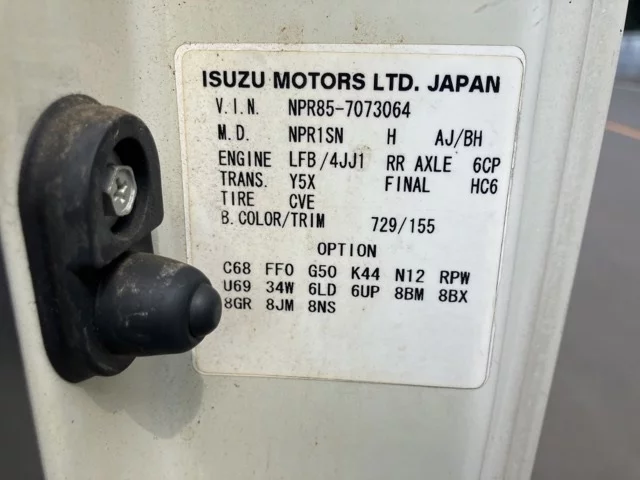 ISUZU MOTORS LTD. JAPAN
V.I.N. NPR85-7073064
M.D. NPR1SN H AJ/BH
ENGINE LFB/4JJ1 RR AXLE 6CP
TRANS. Y5X FINAL HC6
TIRE CVE
B.COLOR/TRIM 729/155
OPTION
C68 FF0 G50 K44 N12 RPW
U69 34W 6LD 6UP 8BM 8BX
8GR 8JM 8NS